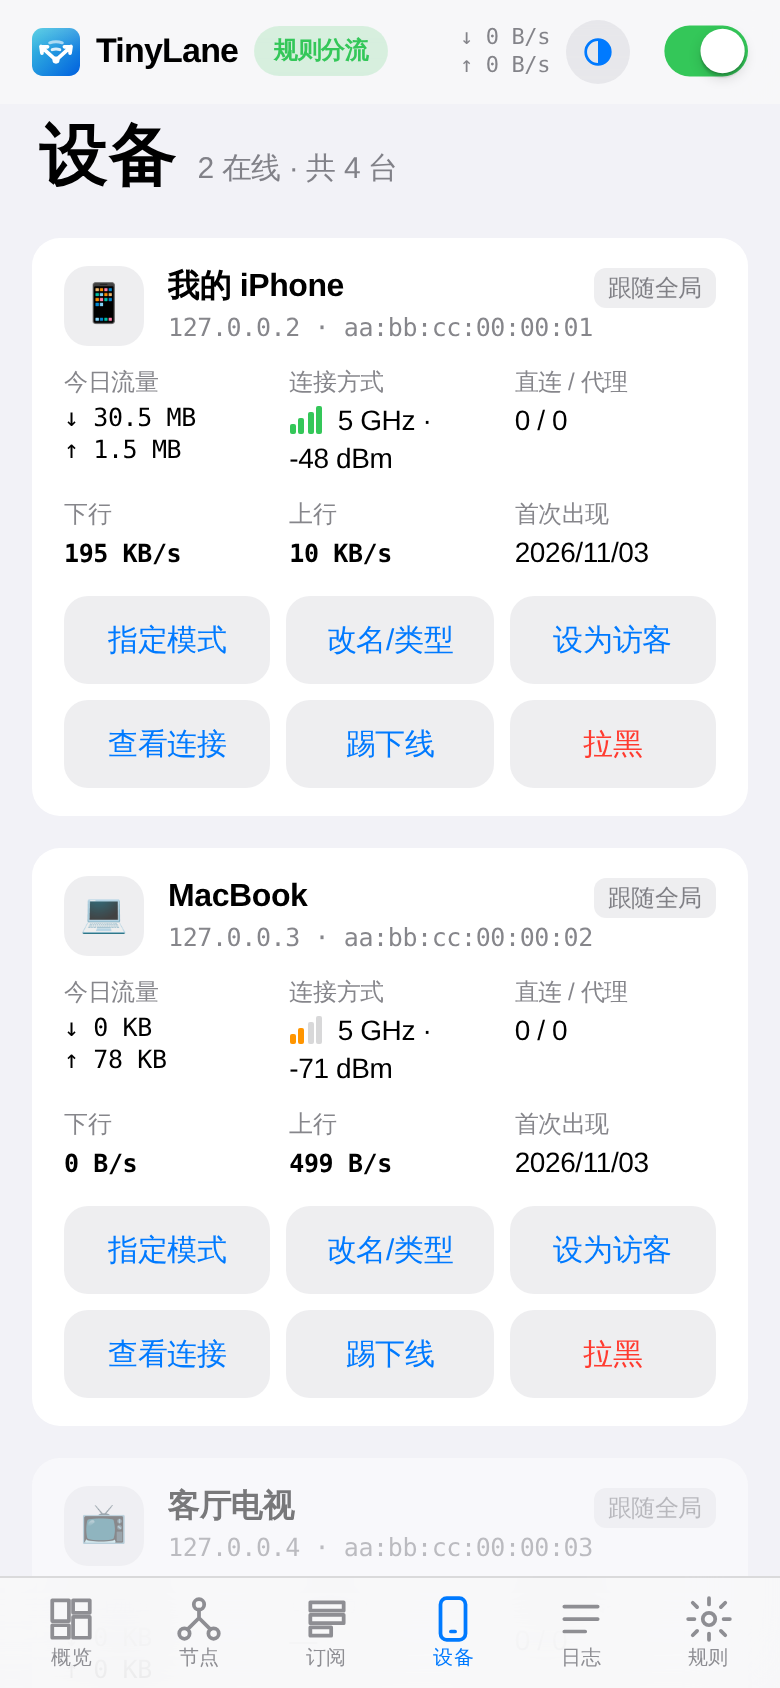 TinyLane 规则分流
↓ 0 B/s
↑ 0 B/s
设备 2 在线 · 共 4 台
我的 iPhone 跟随全局
127.0.0.2 · aa:bb:cc:00:00:01
今日流量 连接方式 直连 / 代理
↓ 30.5 MB 5 GHz · 0 / 0
↑ 1.5 MB -48 dBm
下行 上行 首次出现
195 KB/s 10 KB/s 2026/11/03
指定模式 改名/类型 设为访客
查看连接 踢下线 拉黑
MacBook 跟随全局
127.0.0.3 · aa:bb:cc:00:00:02
今日流量 连接方式 直连 / 代理
↓ 0 KB 5 GHz · 0 / 0
↑ 78 KB -71 dBm
下行 上行 首次出现
0 B/s 499 B/s 2026/11/03
指定模式 改名/类型 设为访客
查看连接 踢下线 拉黑
客厅电视 跟随全局
127.0.0.4 · aa:bb:cc:00:00:03
概览 节点 订阅 设备 日志 规则